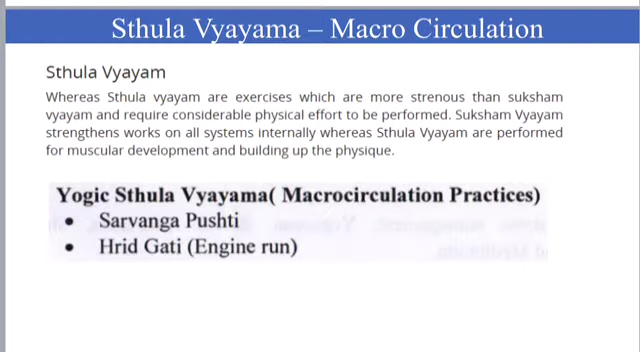 Sthula Vyayama – Macro Circulation
Sthula Vyayam
Whereas Sthula vyayam are exercises which are more strenous than suksham
vyayam and require considerable physical effort to be performed. Suksham Vyayam
strengthens works on all systems internally whereas Sthula Vyayam are performed
for muscular development and building up the physique.
Yogic Sthula Vyayama( Macrocirculation Practices)
• Sarvanga Pushti
• Hrid Gati (Engine run)